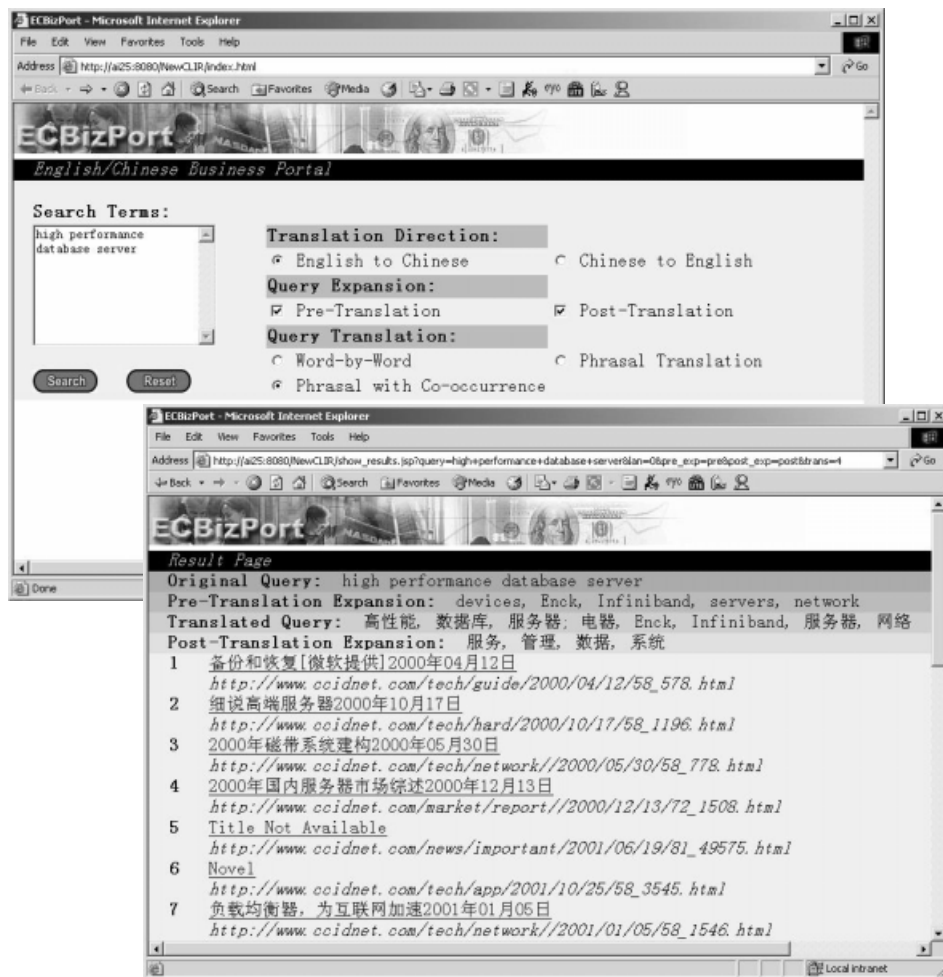 ECBizPort - Microsoft Internet Explorer
File Edit View Favorites Tools Help
Address http://ai25:8080/NewCLIR/index.html Go
Back Search Favorites Media
ECBizPort
NASDAQ
English/Chinese Business Portal
Search Terms:
high performance
database server
Translation Direction:
English to Chinese Chinese to English
Query Expansion:
Pre-Translation Post-Translation
Query Translation:
Word-by-Word Phrasal Translation
Phrasal with Co-occurrence
Search Reset
Done
ECBizPort - Microsoft Internet Explorer
File Edit View Favorites Tools Help
Address http://ai25:8080/NewCLIR/show_results.jsp?query=high+performance+database+server&lan=0&pre_exp=pre&post_exp=post&trans=4 Go
Back Search Favorites Media
ECBizPort
Result Page
Original Query: high performance database server
Pre-Translation Expansion: devices, Enck, Infiniband, servers, network
Translated Query: 高性能, 数据库, 服务器; 电器, Enck, Infiniband, 服务器, 网络
Post-Translation Expansion: 服务, 管理, 数据, 系统
1 备份和恢复[微软提供]2000年04月12日
http://www.ccidnet.com/tech/guide/2000/04/12/58_578.html
2 细说高端服务器2000年10月17日
http://www.ccidnet.com/tech/hard/2000/10/17/58_1196.html
3 2000年磁带系统建构2000年05月30日
http://www.ccidnet.com/tech/network//2000/05/30/58_778.html
4 2000年国内服务器市场综述2000年12月13日
http://www.ccidnet.com/market/report//2000/12/13/72_1508.html
5 Title Not Available
http://www.ccidnet.com/news/important/2001/06/19/81_49575.html
6 Novel
http://www.ccidnet.com/tech/app/2001/10/25/58_3545.html
7 负载均衡器，为互联网加速2001年01月05日
http://www.ccidnet.com/tech/network//2001/01/05/58_1546.html
Local intranet